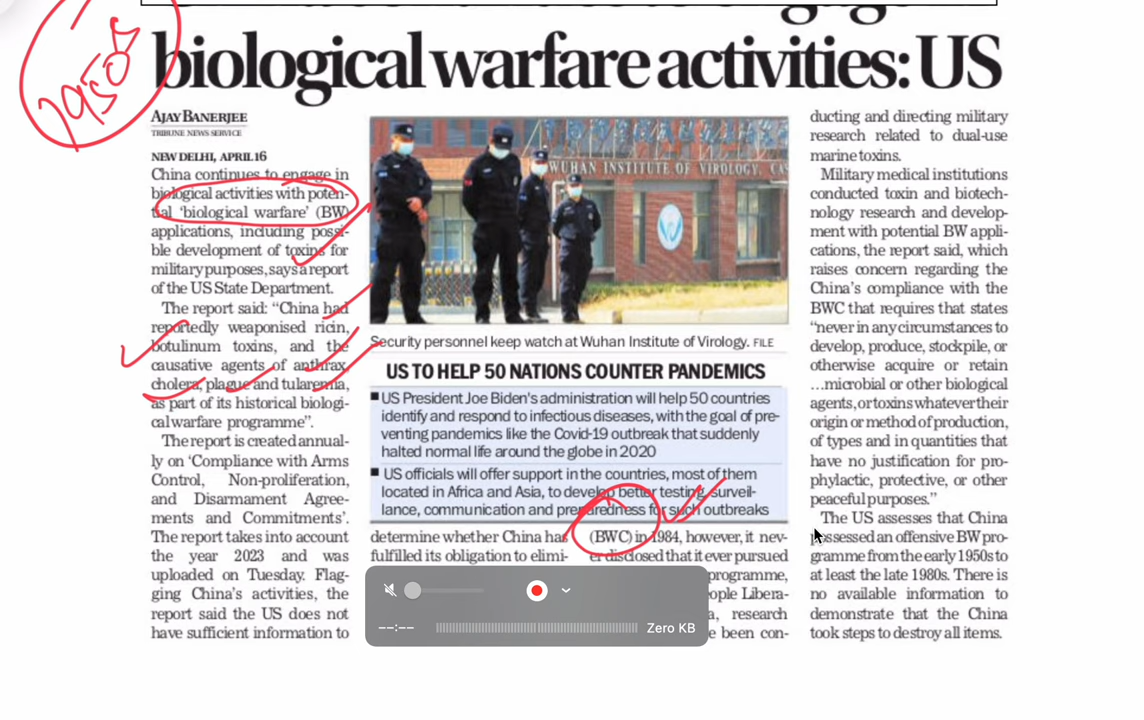 biological warfare activities: US
1950s
AJAY BANERJEE
TRIBUNE NEWS SERVICE
NEW DELHI, APRIL 16
China continues to engage in
biological activities with poten-
tial ‘biological warfare’ (BW)
applications, including possi-
ble development of toxins for
military purposes, says a report
of the US State Department.
The report said: “China had
reportedly weaponised ricin,
botulinum toxins, and the
causative agents of anthrax,
cholera, plague and tularemia,
as part of its historical biologi-
cal warfare programme”.
The report is created annual-
ly on ‘Compliance with Arms
Control, Non-proliferation,
and Disarmament Agree-
ments and Commitments’.
The report takes into account
the year 2023 and was
uploaded on Tuesday. Flag-
ging China’s activities, the
report said the US does not
have sufficient information to
WUHAN INSTITUTE OF VIROLOGY, CAS
Security personnel keep watch at Wuhan Institute of Virology. FILE
US TO HELP 50 NATIONS COUNTER PANDEMICS
■ US President Joe Biden's administration will help 50 countries
identify and respond to infectious diseases, with the goal of pre-
venting pandemics like the Covid-19 outbreak that suddenly
halted normal life around the globe in 2020
■ US officials will offer support in the countries, most of them
located in Africa and Asia, to develop better testing, surveil-
lance, communication and preparedness for such outbreaks
determine whether China has
fulfilled its obligation to elimi-
(BWC) in 1984, however, it nev-
er disclosed that it ever pursued
programme,
ople Libera-
a, research
e been con-
--:--
Zero KB
ducting and directing military
research related to dual-use
marine toxins.
Military medical institutions
conducted toxin and biotech-
nology research and develop-
ment with potential BW appli-
cations, the report said, which
raises concern regarding the
China’s compliance with the
BWC that requires that states
“never in any circumstances to
develop, produce, stockpile, or
otherwise acquire or retain
…microbial or other biological
agents, or toxins whatever their
origin or method of production,
of types and in quantities that
have no justification for pro-
phylactic, protective, or other
peaceful purposes.”
The US assesses that China
possessed an offensive BW pro-
gramme from the early 1950s to
at least the late 1980s. There is
no available information to
demonstrate that the China
took steps to destroy all items.